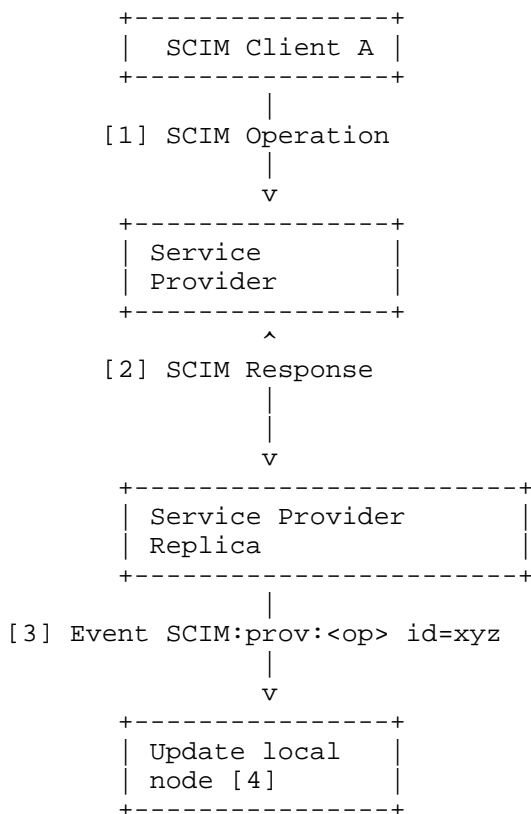 SCIM Client A
[1] SCIM Operation
Service
Provider
[2] SCIM Response
Service Provider
Replica
[3] Event SCIM:prov:<op> id=xyz
Update local
node [4]